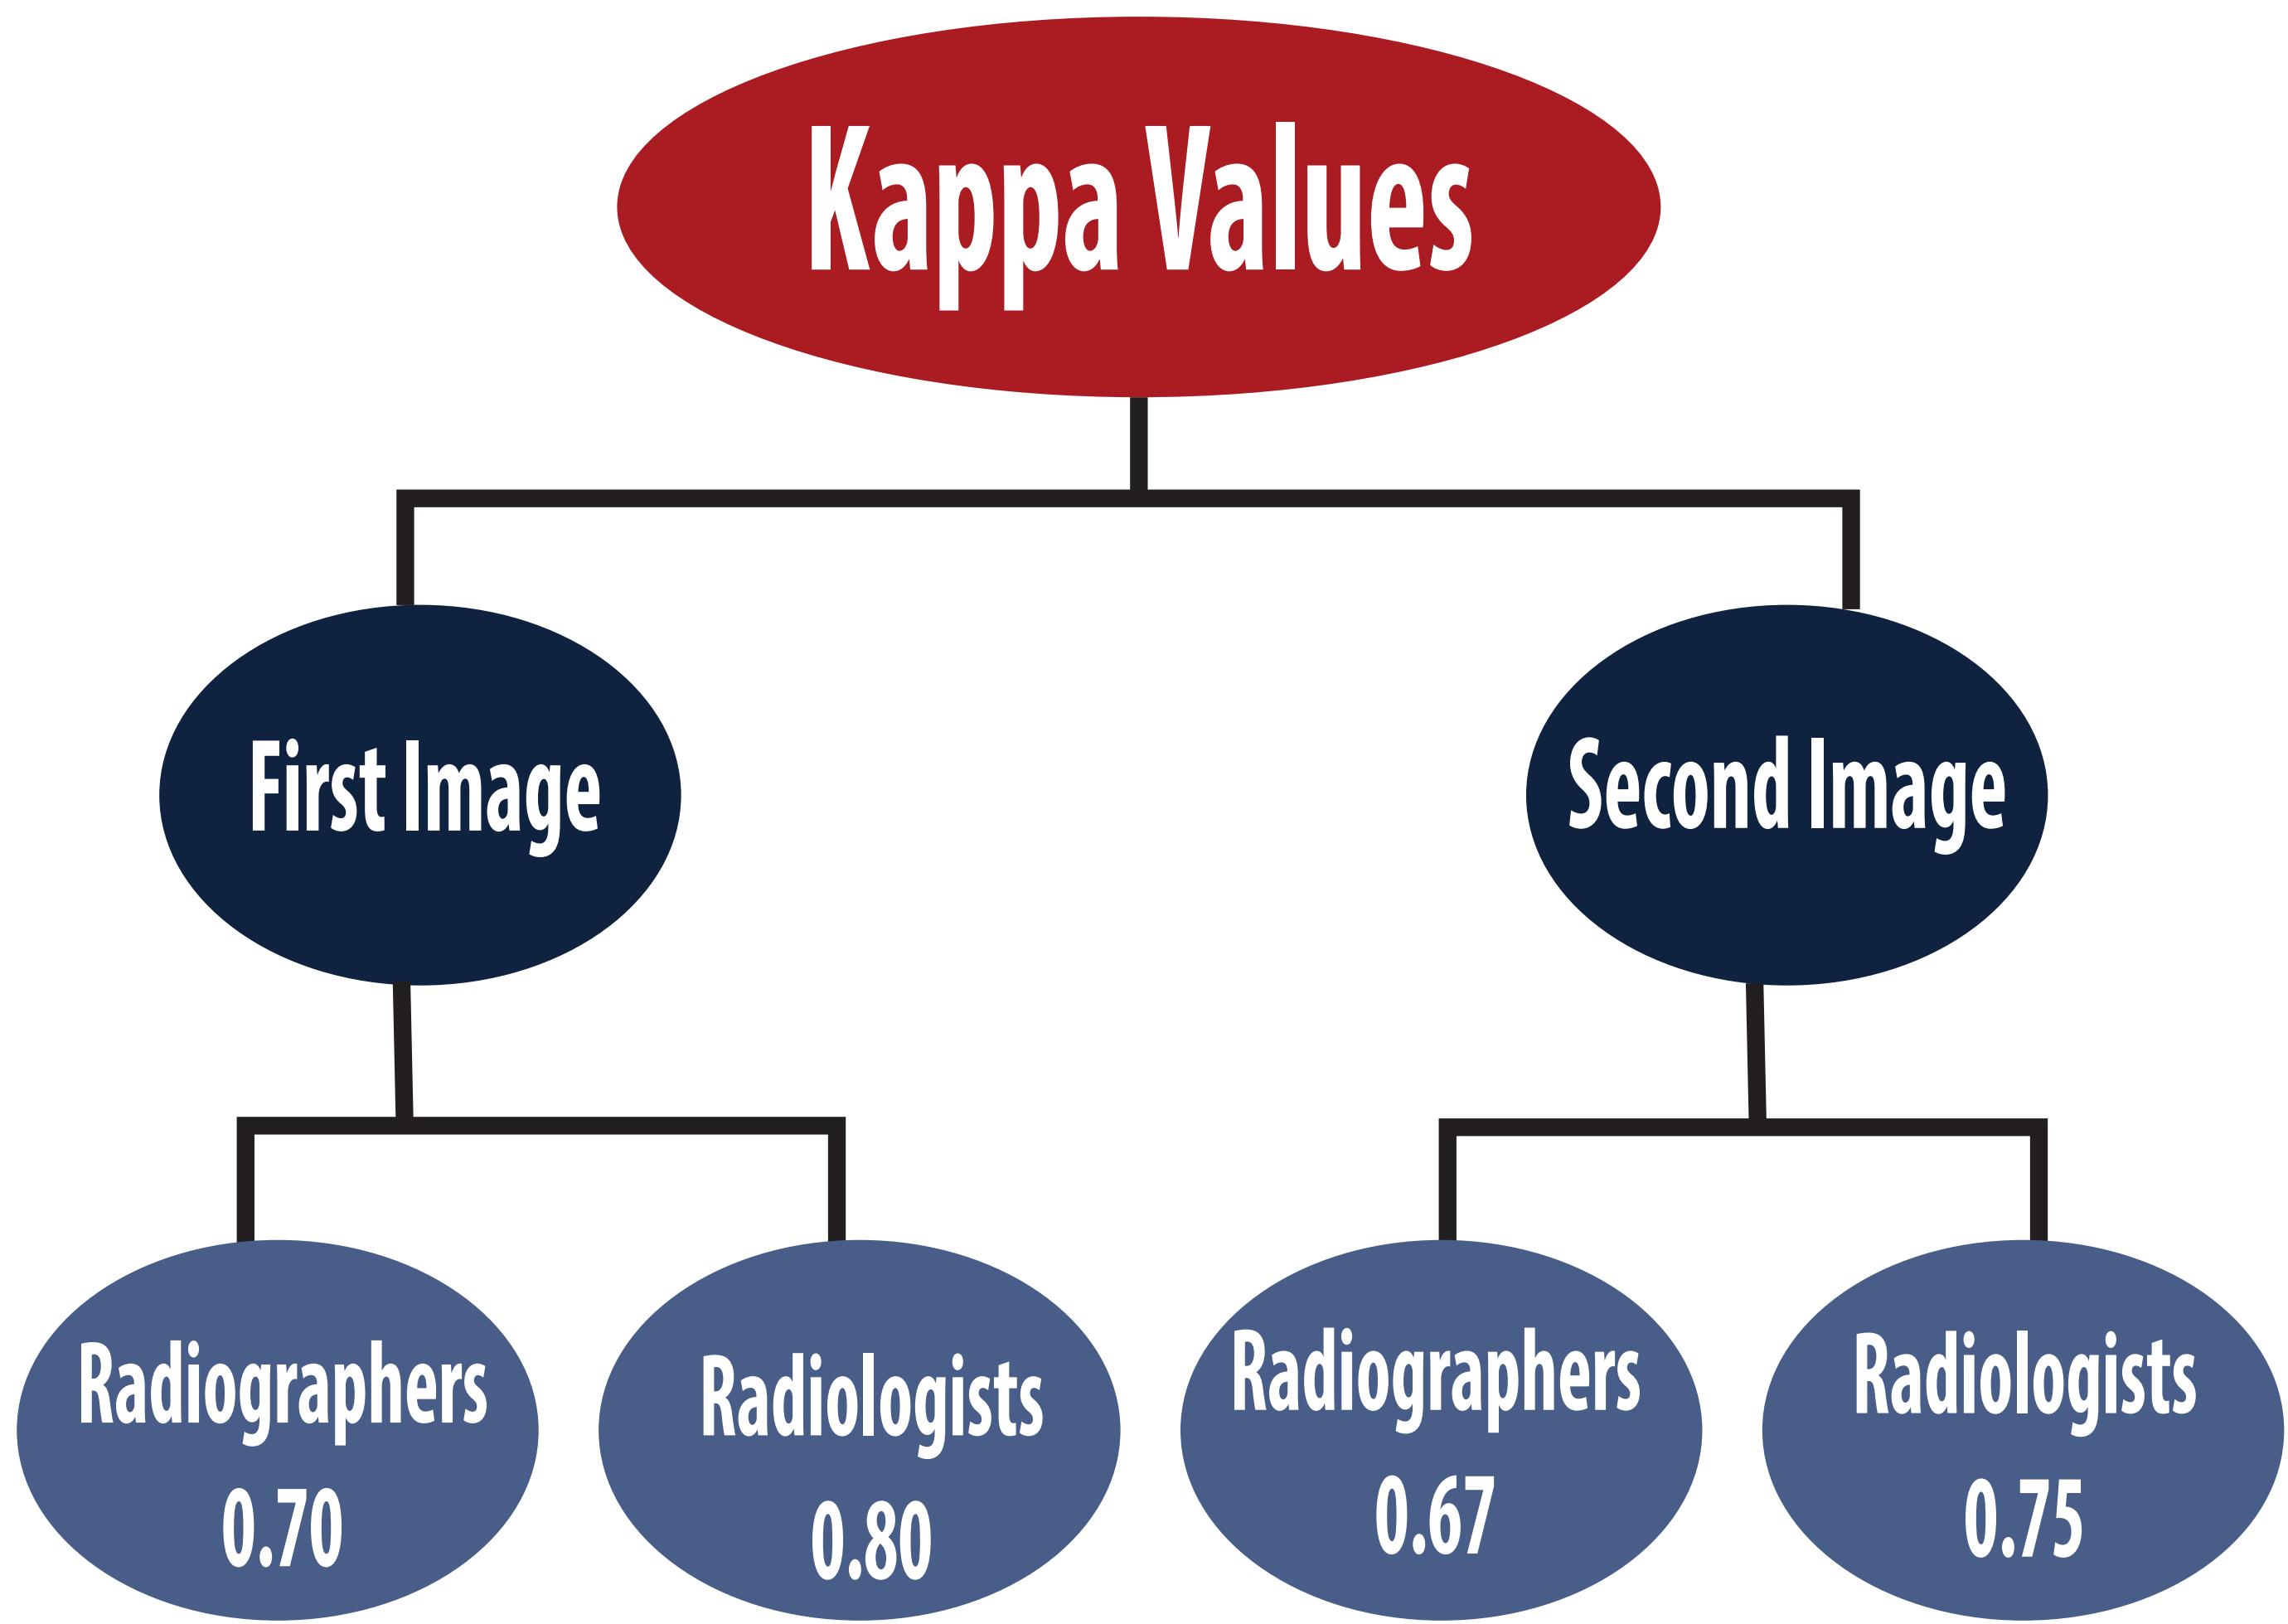 Kappa Values
First Image
Second Image
Radiographers
0.70
Radiologists
0.80
Radiographers
0.67
Radiologists
0.75